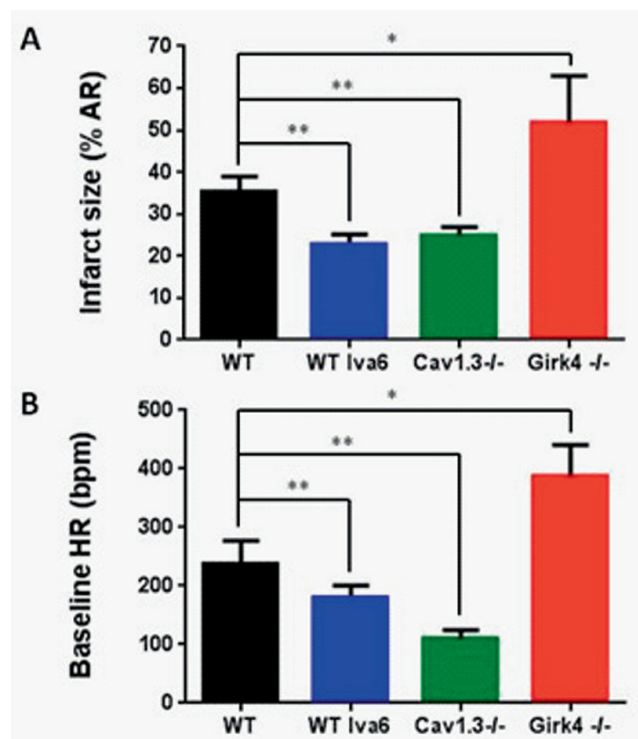 A
Infarct size (% AR)
70
60
50
40
30
20
10
0
*
**
**
WT
WT Iva6
Cav1.3-/-
Girk4 -/-
B
Baseline HR (bpm)
500
400
300
200
100
0
*
**
**
WT
WT Iva6
Cav1.3-/-
Girk4 -/-